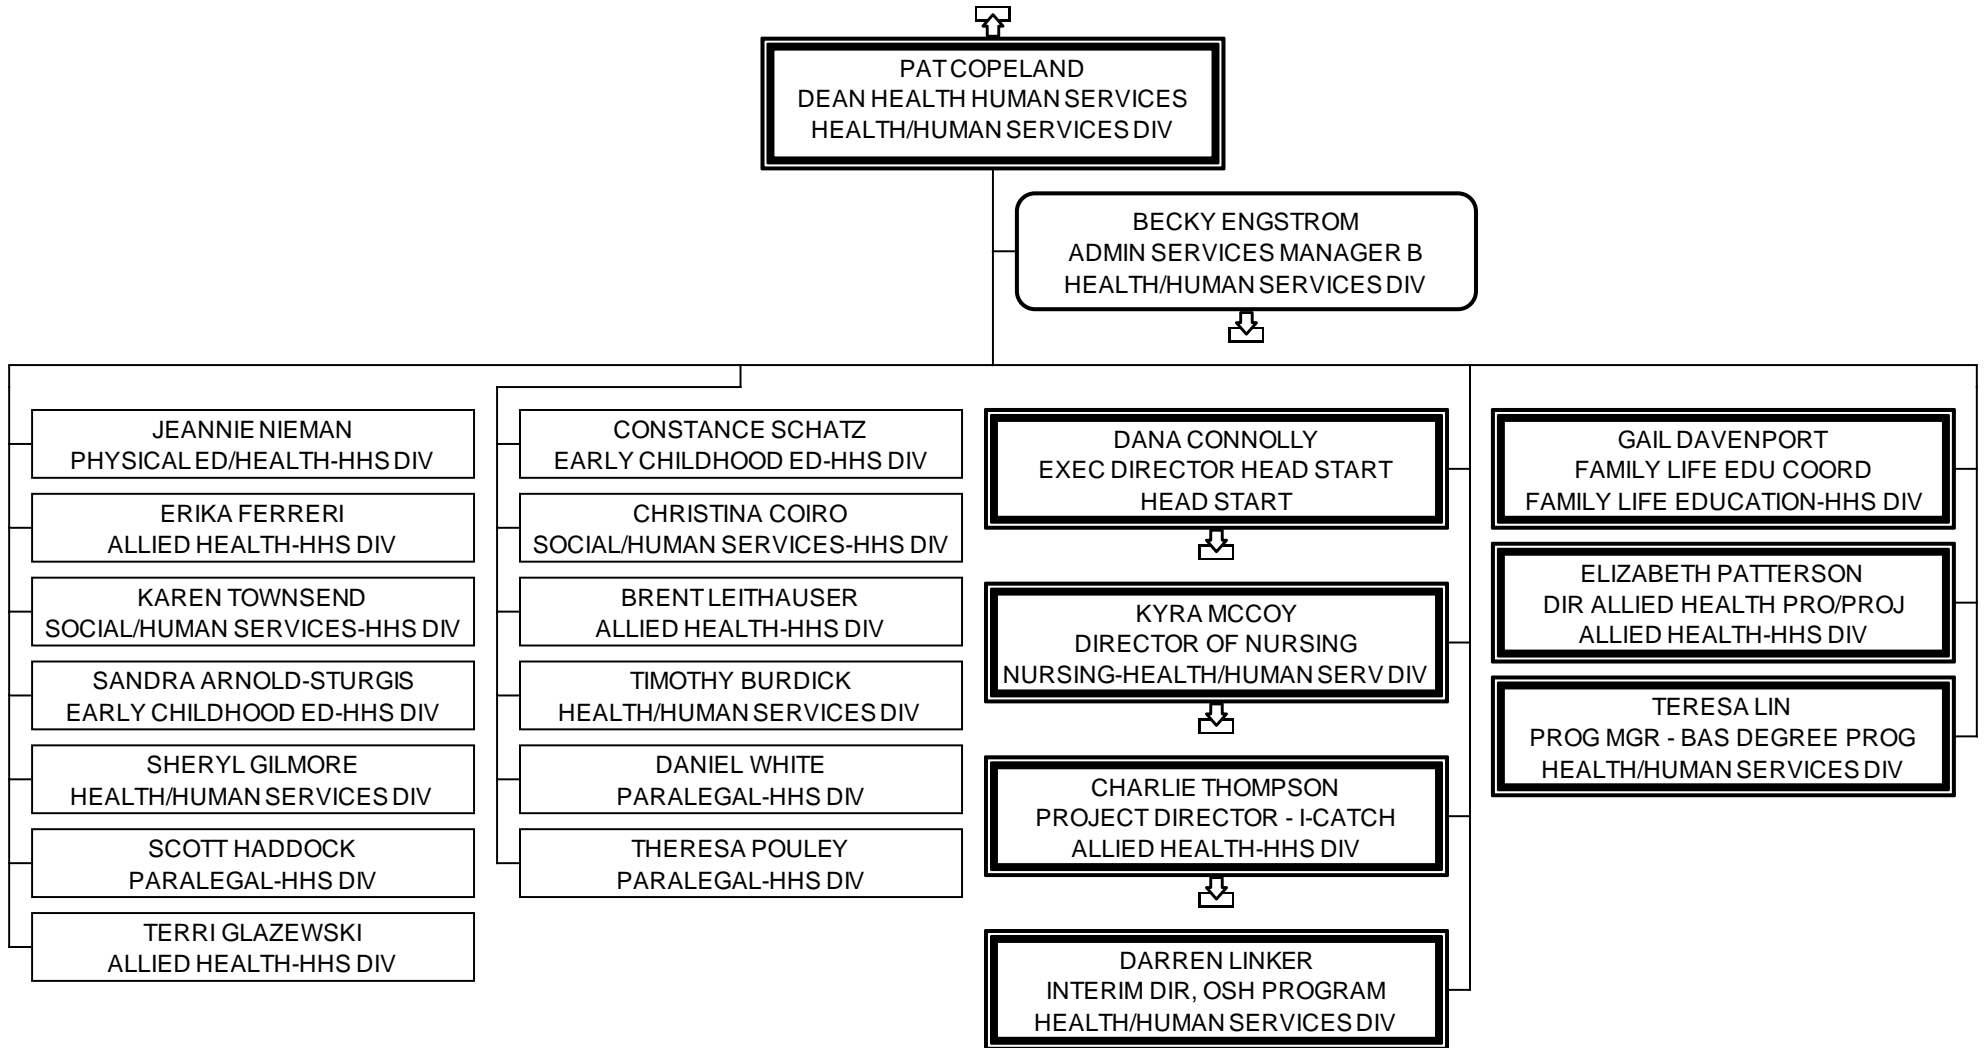 PAT COPELAND
DEAN HEALTH HUMAN SERVICES
HEALTH/HUMAN SERVICES DIV
BECKY ENGSTROM
ADMIN SERVICES MANAGER B
HEALTH/HUMAN SERVICES DIV
JEANNIE NIEMAN
PHYSICAL ED/HEALTH-HHS DIV
ERIKA FERRERI
ALLIED HEALTH-HHS DIV
KAREN TOWNSEND
SOCIAL/HUMAN SERVICES-HHS DIV
SANDRA ARNOLD-STURGIS
EARLY CHILDHOOD ED-HHS DIV
SHERYL GILMORE
HEALTH/HUMAN SERVICES DIV
SCOTT HADDOCK
PARALEGAL-HHS DIV
TERRI GLAZEWSKI
ALLIED HEALTH-HHS DIV
CONSTANCE SCHATZ
EARLY CHILDHOOD ED-HHS DIV
CHRISTINA COIRO
SOCIAL/HUMAN SERVICES-HHS DIV
BRENT LEITHAUSER
ALLIED HEALTH-HHS DIV
TIMOTHY BURDICK
HEALTH/HUMAN SERVICES DIV
DANIEL WHITE
PARALEGAL-HHS DIV
THERESA POULEY
PARALEGAL-HHS DIV
DANA CONNOLLY
EXEC DIRECTOR HEAD START
HEAD START
KYRA MCCOY
DIRECTOR OF NURSING
NURSING-HEALTH/HUMAN SERV DIV
CHARLIE THOMPSON
PROJECT DIRECTOR - I-CATCH
ALLIED HEALTH-HHS DIV
DARREN LINKER
INTERIM DIR, OSH PROGRAM
HEALTH/HUMAN SERVICES DIV
GAIL DAVENPORT
FAMILY LIFE EDU COORD
FAMILY LIFE EDUCATION-HHS DIV
ELIZABETH PATTERSON
DIR ALLIED HEALTH PRO/PROJ
ALLIED HEALTH-HHS DIV
TERESA LIN
PROG MGR - BAS DEGREE PROG
HEALTH/HUMAN SERVICES DIV